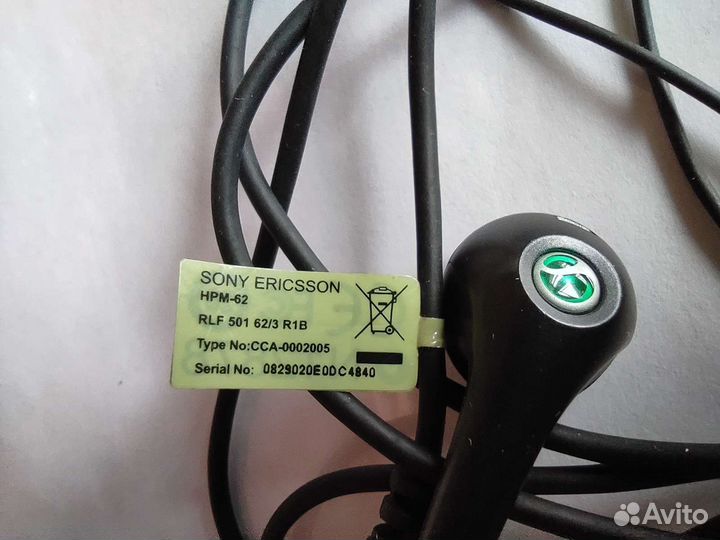 SONY ERICSSON
HPM-62
RLF 501 62/3 R1B
Type No:CCA-0002005
Serial No: 0829020E0DC4840
Avito